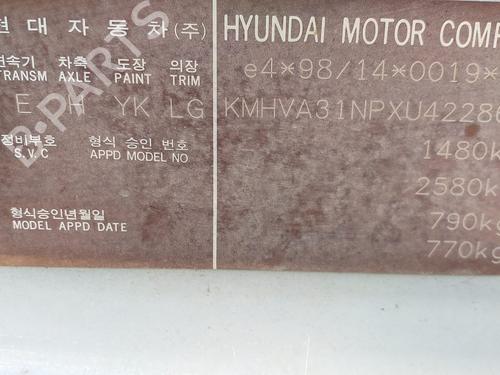 현대자동차(주) HYUNDAI MOTOR COMP
변속기 차축 도장 의장
TRANSM AXLE PAINT TRIM
e4*98/14*0019*
E H YK LG
KMHVA31NPXU42286
정비부호 형식 승인 번호
S.V.C APPD MODEL NO
1480k
2580k
형식승인년월일
MODEL APPD DATE
790kg
770kg
B-PARTS